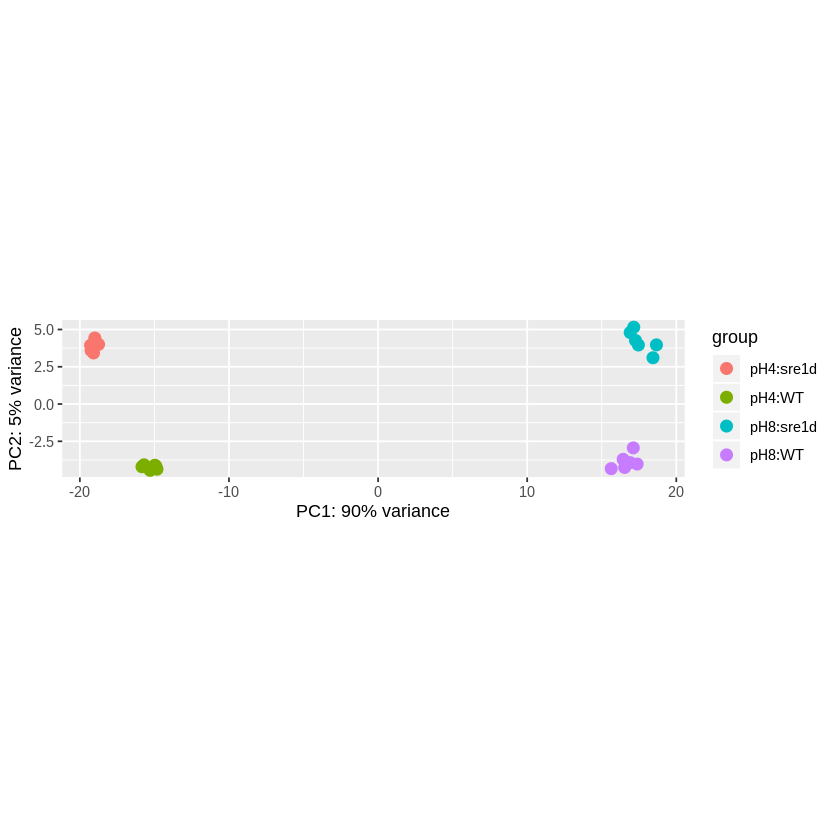 5.0
2.5
0.0
-2.5
PC2: 5% variance
-20 -10 0 10 20
PC1: 90% variance
group
pH4:sre1d
pH4:WT
pH8:sre1d
pH8:WT